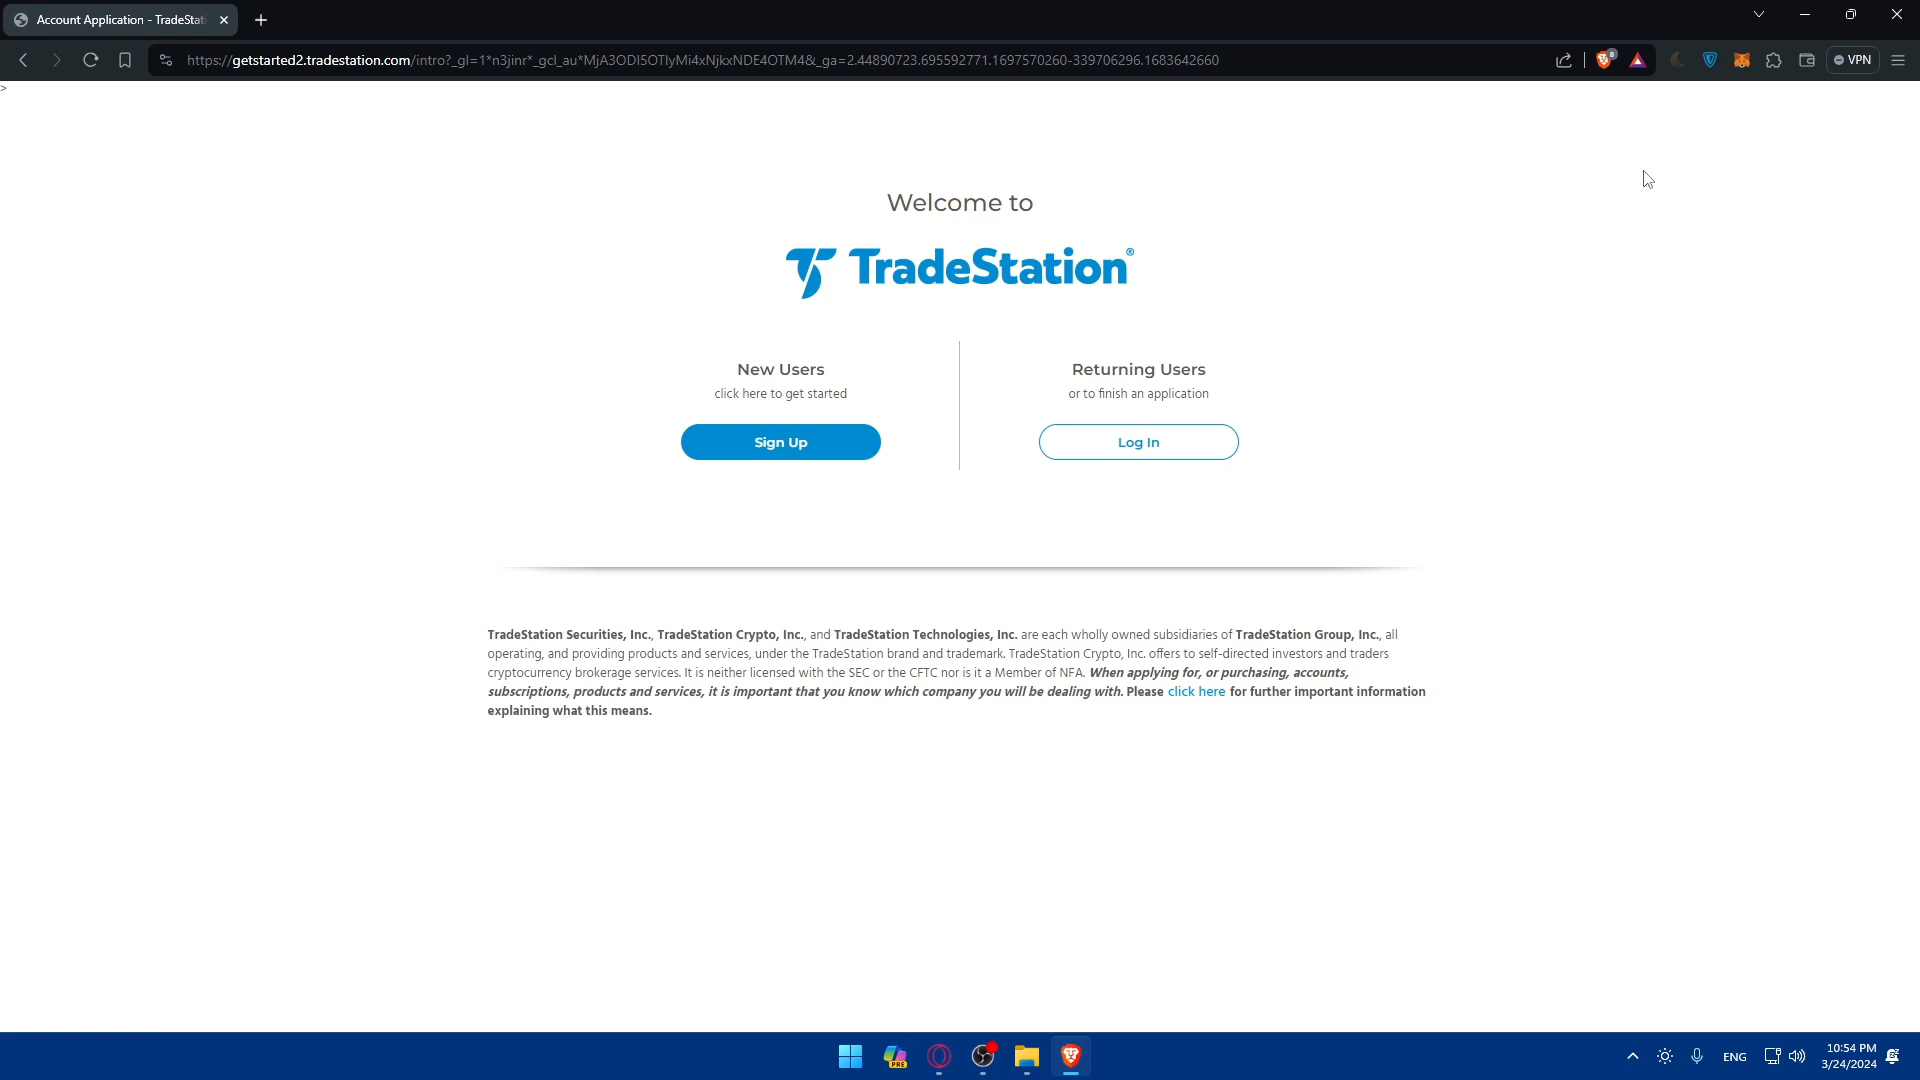 Account Application - TradeStati
https://getstarted2.tradestation.com/intro?_gl=1*n3jinr*_gcl_au*MjA3ODI5OTIyMi4xNjkxNDE4OTM4&_ga=2.44890723.695592771.1697570260-339706296.1683642660
8
VPN
>
Welcome to
TradeStation®
New Users
click here to get started
Sign Up
Returning Users
or to finish an application
Log In
TradeStation Securities, Inc., TradeStation Crypto, Inc., and TradeStation Technologies, Inc. are each wholly owned subsidiaries of TradeStation Group, Inc., all
operating, and providing products and services, under the TradeStation brand and trademark. TradeStation Crypto, Inc. offers to self-directed investors and traders
cryptocurrency brokerage services. It is neither licensed with the SEC or the CFTC nor is it a Member of NFA. When applying for, or purchasing, accounts,
subscriptions, products and services, it is important that you know which company you will be dealing with. Please click here for further important information
explaining what this means.
PRE
ENG
10:54 PM
3/24/2024